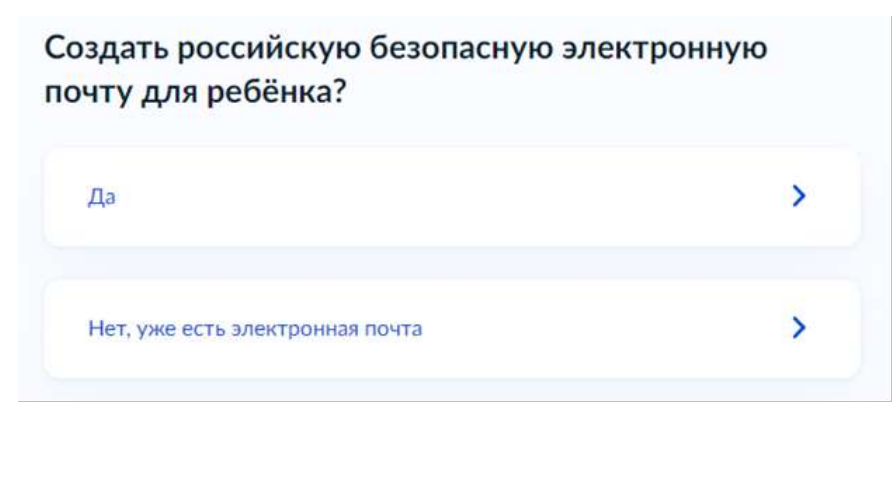 Создать российскую безопасную электронную
почту для ребёнка?
Да
Нет, уже есть электронная почта